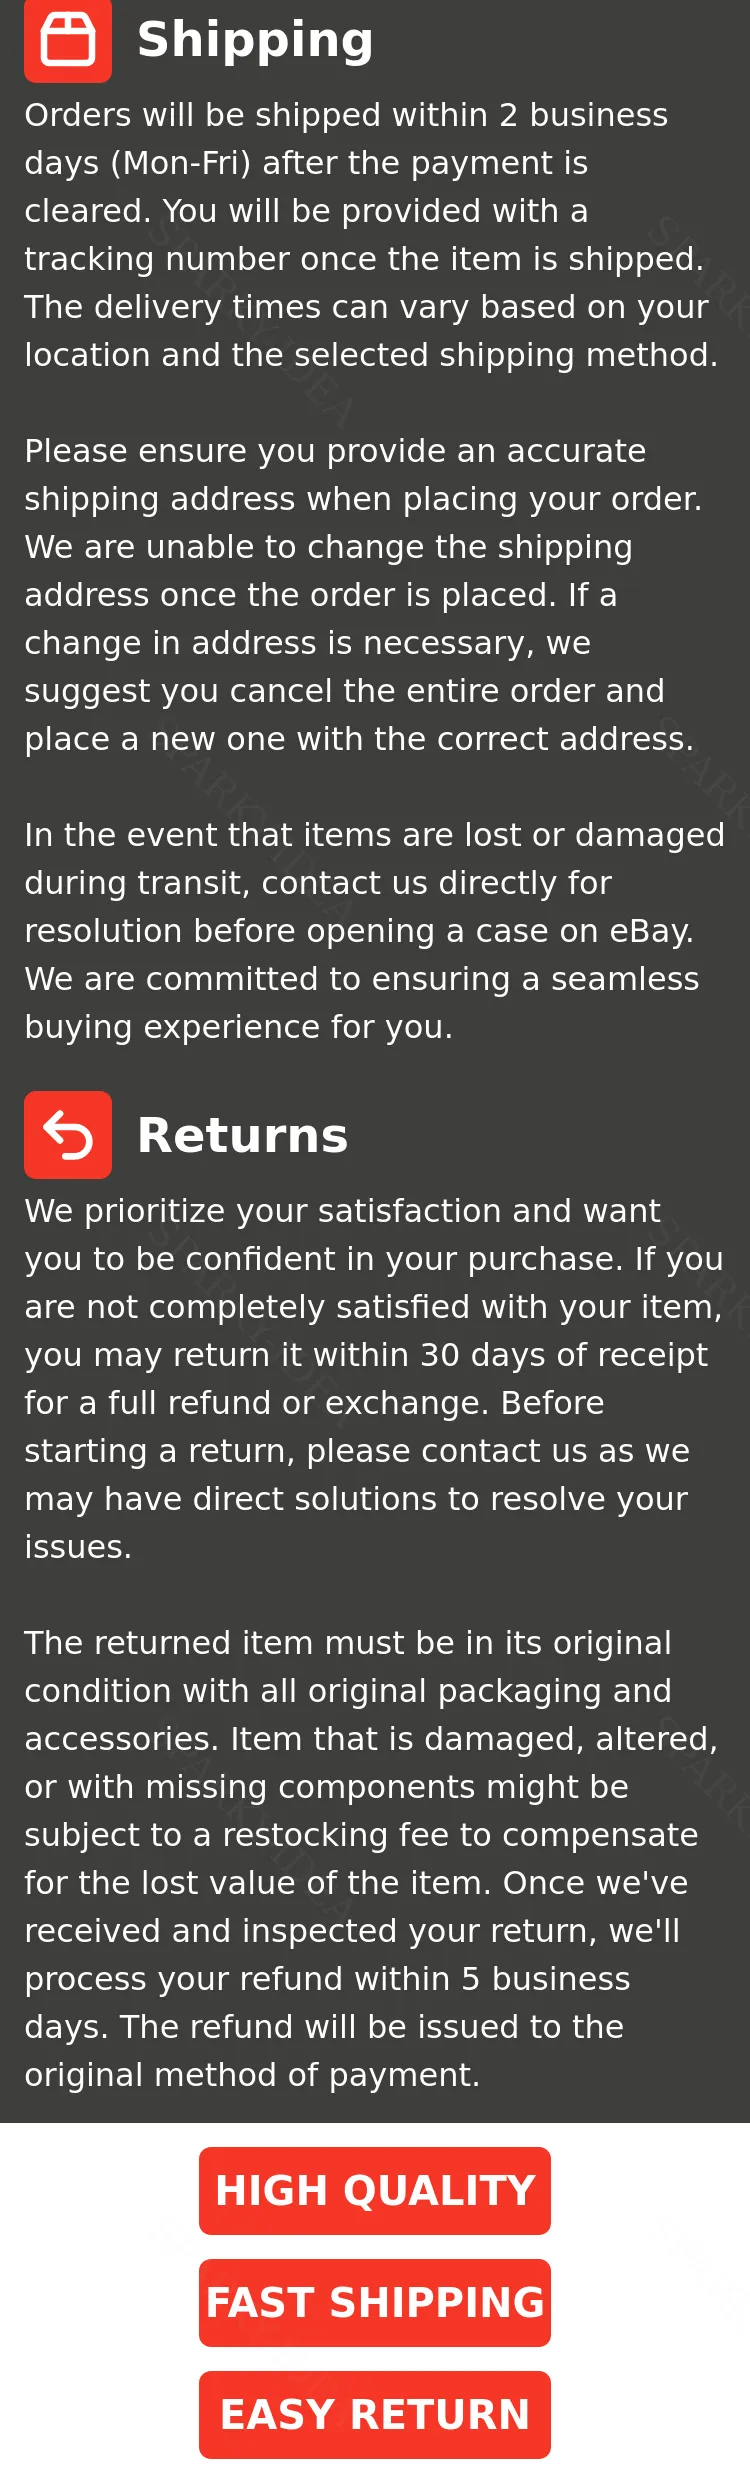 Shipping
Orders will be shipped within 2 business
days (Mon-Fri) after the payment is
cleared. You will be provided with a
tracking number once the item is shipped.
The delivery times can vary based on your
location and the selected shipping method.
Please ensure you provide an accurate
shipping address when placing your order.
We are unable to change the shipping
address once the order is placed. If a
change in address is necessary, we
suggest you cancel the entire order and
place a new one with the correct address.
In the event that items are lost or damaged
during transit, contact us directly for
resolution before opening a case on eBay.
We are committed to ensuring a seamless
buying experience for you.
Returns
We prioritize your satisfaction and want
you to be confident in your purchase. If you
are not completely satisfied with your item,
you may return it within 30 days of receipt
for a full refund or exchange. Before
starting a return, please contact us as we
may have direct solutions to resolve your
issues.
The returned item must be in its original
condition with all original packaging and
accessories. Item that is damaged, altered,
or with missing components might be
subject to a restocking fee to compensate
for the lost value of the item. Once we've
received and inspected your return, we'll
process your refund within 5 business
days. The refund will be issued to the
original method of payment.
HIGH QUALITY
FAST SHIPPING
EASY RETURN
SPARKY IDEA
SPARK
SPARKY IDEA
SPARK
SPARKY IDEA
SPARK
SPARKY IDEA
SPARK